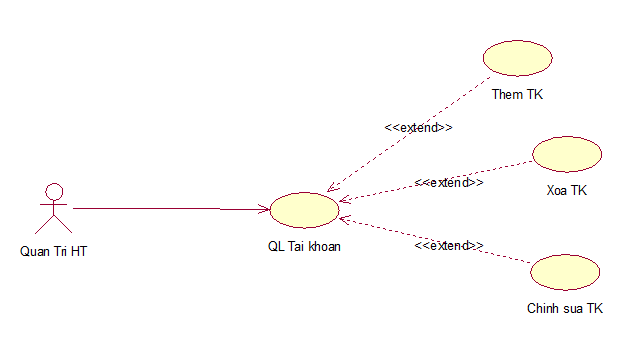 Them TK
<<extend>>
Xoa TK
<<extend>>
Quan Tri HT
QL Tai khoan
<<extend>>
Chinh sua TK